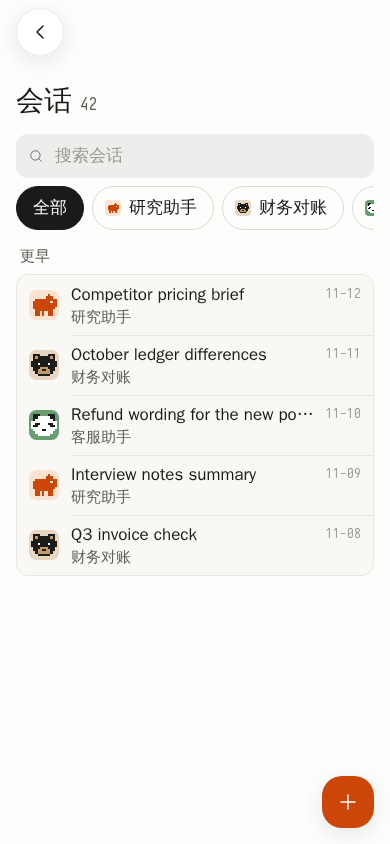 会话 42
搜索会话
全部 研究助手 财务对账
更早
Competitor pricing brief 11-12
研究助手
October ledger differences 11-11
财务对账
Refund wording for the new po··· 11-10
客服助手
Interview notes summary 11-09
研究助手
Q3 invoice check 11-08
财务对账